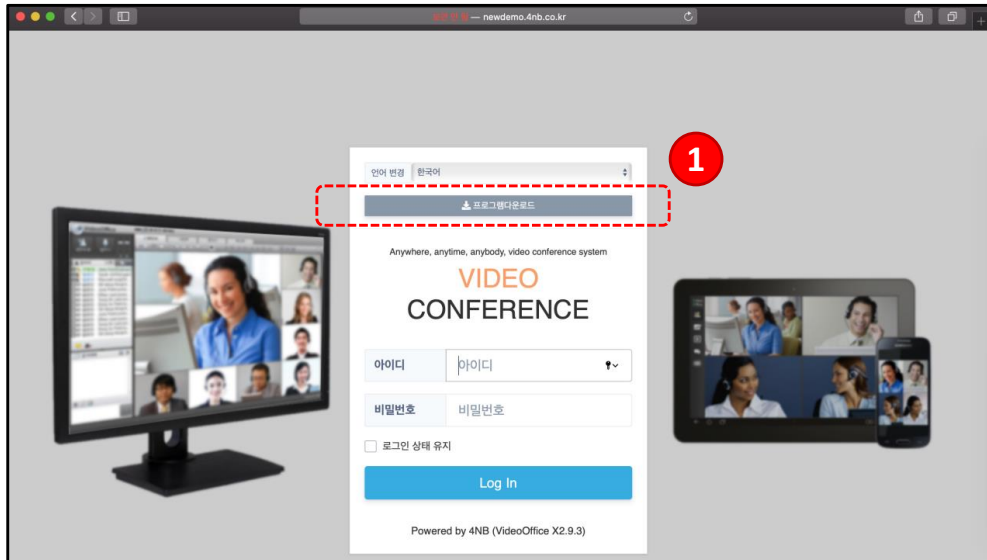 — newdemo.4nb.co.kr
언어 변경 한국어
1
프로그램다운로드
Anywhere, anytime, anybody, video conference system
VIDEO
CONFERENCE
아이디 아이디
비밀번호 비밀번호
로그인 상태 유지
Log In
Powered by 4NB (VideoOffice X2.9.3)